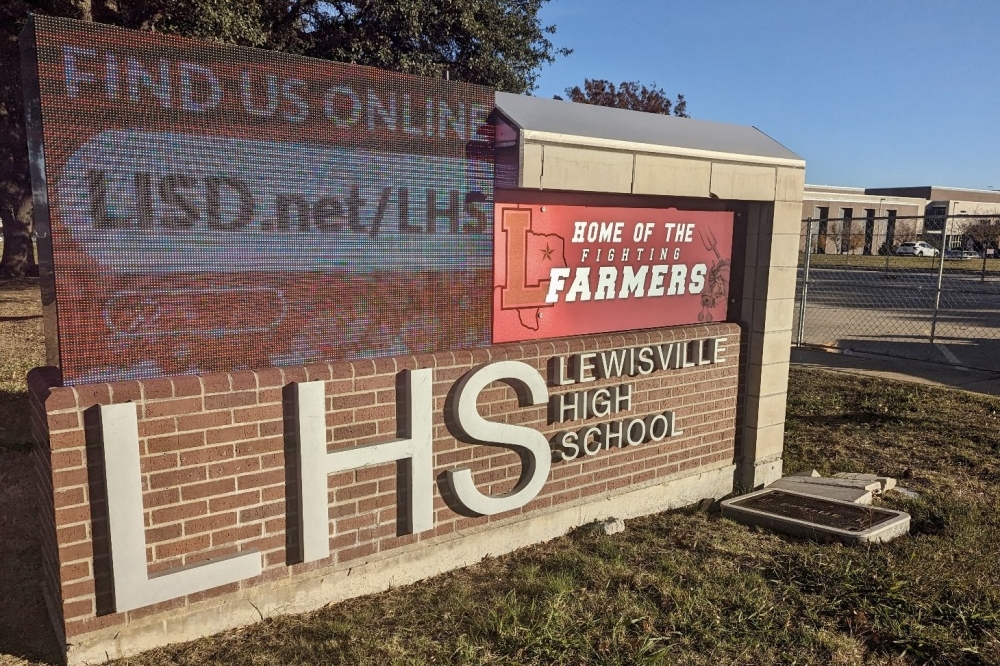 FIND US ONLINE
LISD.net/LHS
L
HOME OF THE
FIGHTING
FARMERS
LHS
LEWISVILLE
HIGH
SCHOOL